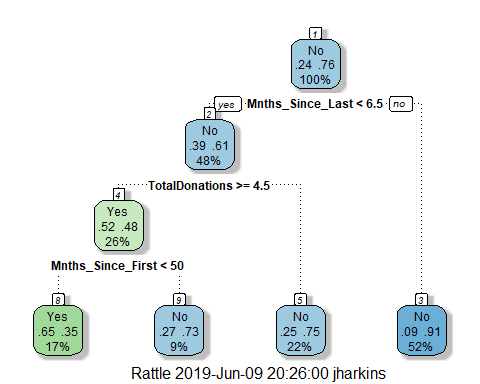 1
No
.24 .76
100%
yes Mnths_Since_Last < 6.5 no
2
No
.39 .61
48%
TotalDonations >= 4.5
4
Yes
.52 .48
26%
Mnths_Since_First < 50
8
Yes
.65 .35
17%
9
No
.27 .73
9%
5
No
.25 .75
22%
3
No
.09 .91
52%
Rattle 2019-Jun-09 20:26:00 jharkins